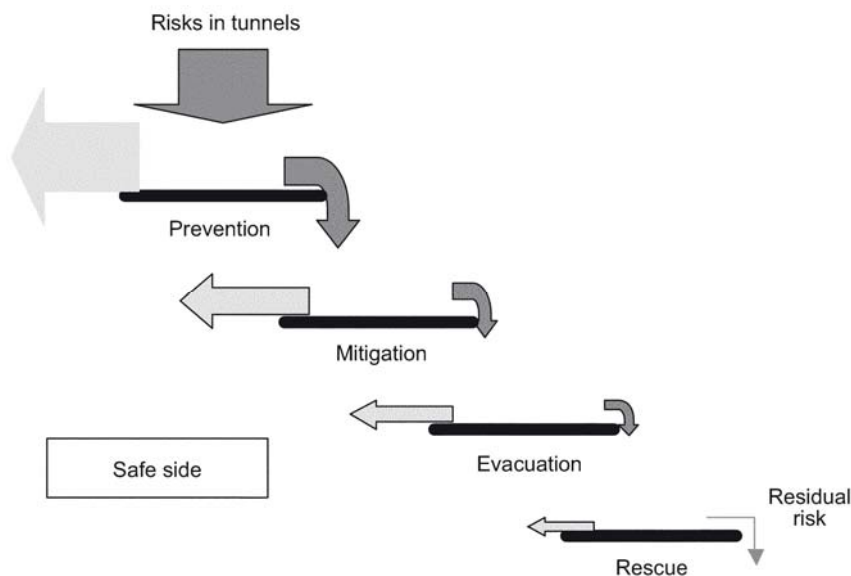 Risks in tunnels
Prevention
Mitigation
Evacuation
Safe side
Residual
risk
Rescue